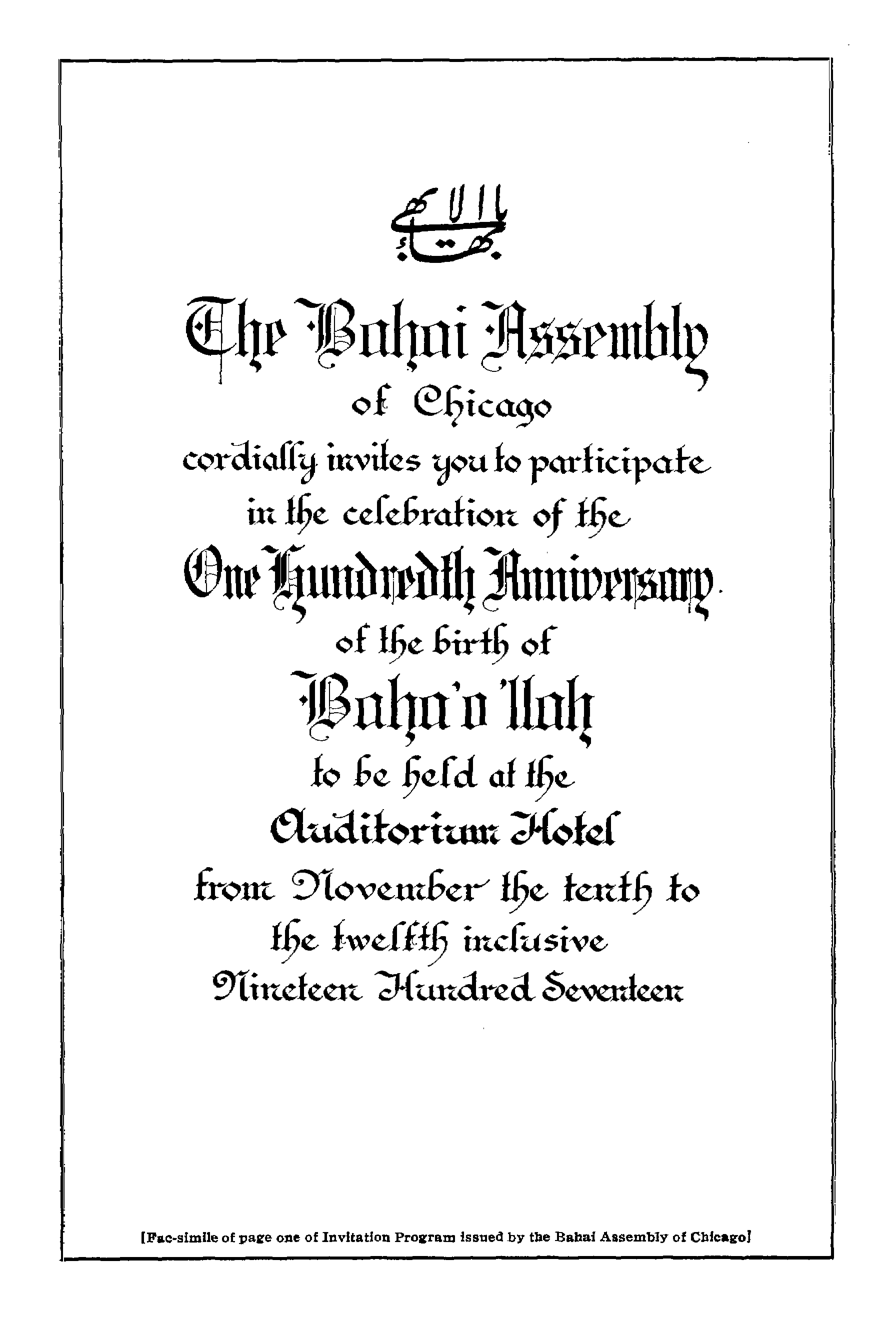 يا بهاء الابهى
The Bahai Assembly
of Chicago
cordially invites you to participate
in the celebration of the
One Hundredth Anniversary
of the birth of
Baha'o'llah
to be held at the
Auditorium Hotel
from November the tenth to
the twelfth inclusive
Nineteen Hundred Seventeen
[Fac-simile of page one of Invitation Program issued by the Bahai Assembly of Chicago]